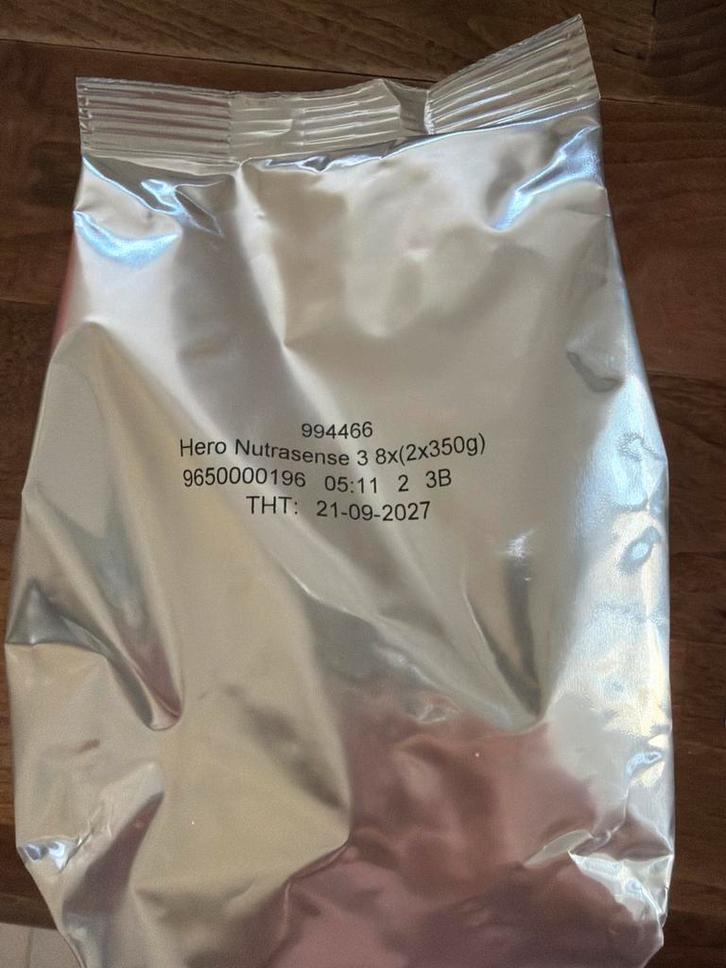 994466
Hero Nutrasense 3 8x(2x350g)
9650000196 05:11 2 3B
THT: 21-09-2027